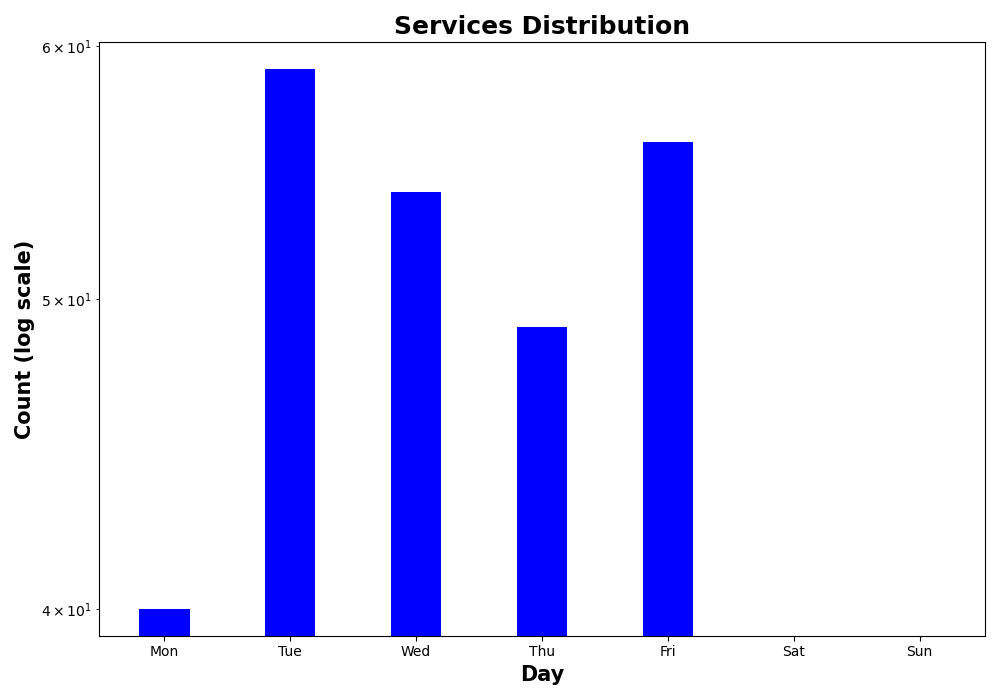 Services Distribution
Count (log scale)
6 × 10¹
5 × 10¹
4 × 10¹
Mon Tue Wed Thu Fri Sat Sun
Day